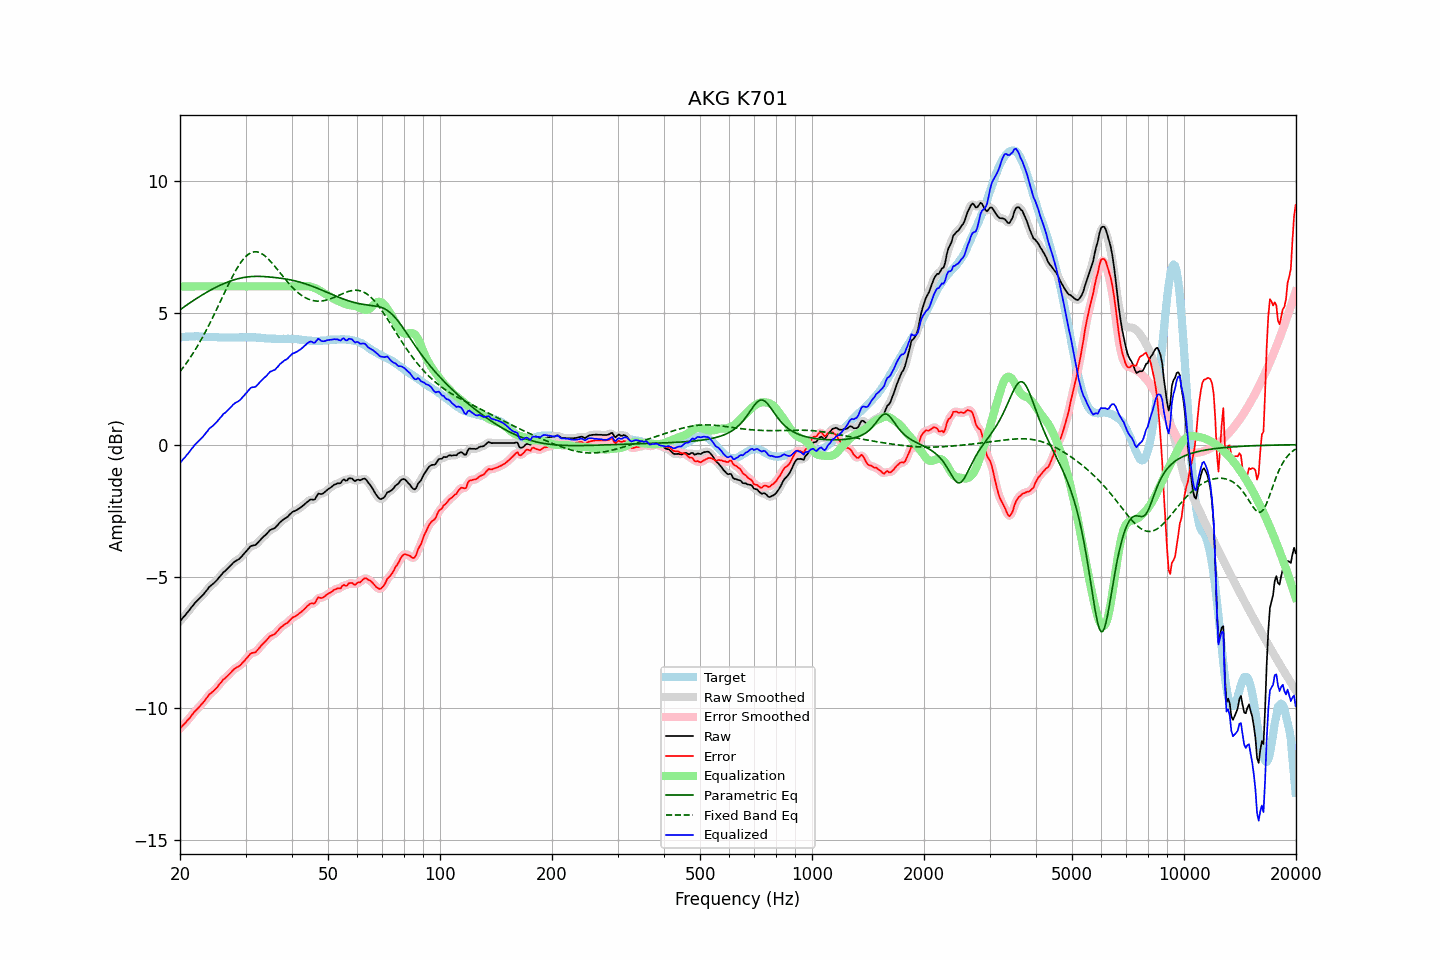 AKG K701
Amplitude (dBr)
10
5
0
−5
−10
−15
Target
Raw Smoothed
Error Smoothed
Raw
Error
Equalization
Parametric Eq
Fixed Band Eq
Equalized
20
50
100
200
500
1000
2000
5000
10000
20000
Frequency (Hz)